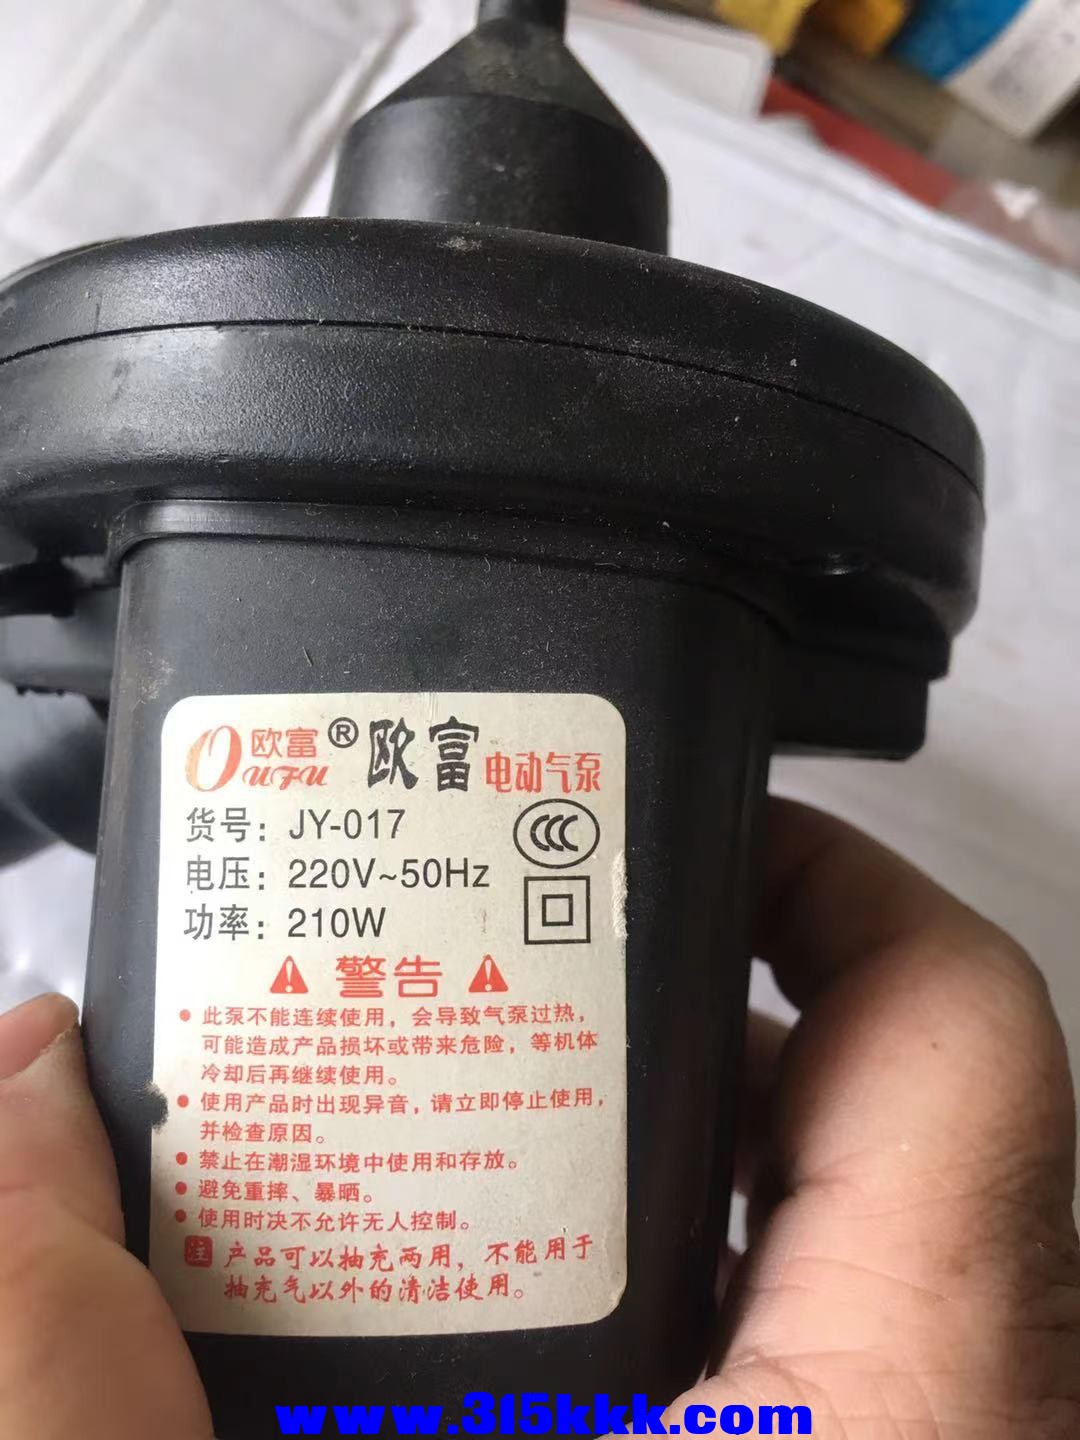 欧富® 欧富 电动气泵
OUFU
货号: JY-017
CCC
电压: 220V~50Hz
功率: 210W
警告
• 此泵不能连续使用，会导致气泵过热，
可能造成产品损坏或带来危险，等机体
冷却后再继续使用。
• 使用产品时出现异音，请立即停止使用，
并检查原因。
• 禁止在潮湿环境中使用和存放。
• 避免重摔、暴晒。
• 使用时决不允许无人控制。
注 产品可以抽充两用，不能用于
抽充气以外的清洁使用。
www.315kkk.com